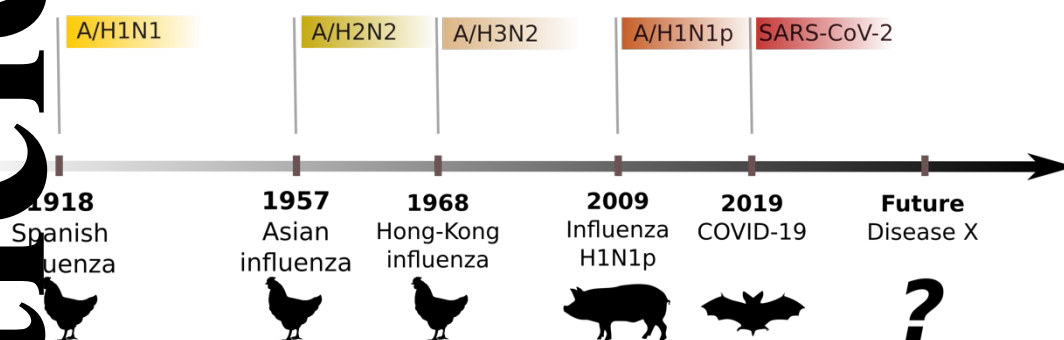 A/H1N1
A/H2N2
A/H3N2
A/H1N1p
SARS-CoV-2
1918
Spanish
uenza
1957
Asian
influenza
1968
Hong-Kong
influenza
2009
Influenza
H1N1p
2019
COVID-19
Future
Disease X
?